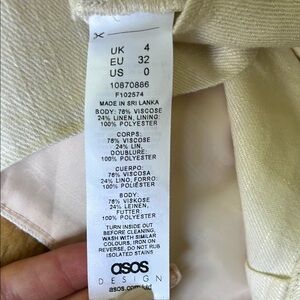 UK 4
EU 32
US 0
10870886
F102574
MADE IN SRI LANKA
BODY: 76% VISCOSE
24% LINEN, LINING:
100% POLYESTER
CORPS:
76% VISCOSE
24% LIN,
DOUBLURE:
100% POLYESTER
CUERPO:
76% VISCOSA
24% LINO, FORRO:
100% POLIÉSTER
BODY:
76% VISKOSE
24% LEINEN,
FUTTER:
100% POLYESTER
TURN INSIDE OUT
BEFORE CLEANING,
WASH WITH SIMILAR
COLOURS, IRON ON
REVERSE, DO NOT RUB
ISOLATED STAINS
asos
DESIGN
asos.com Ltd